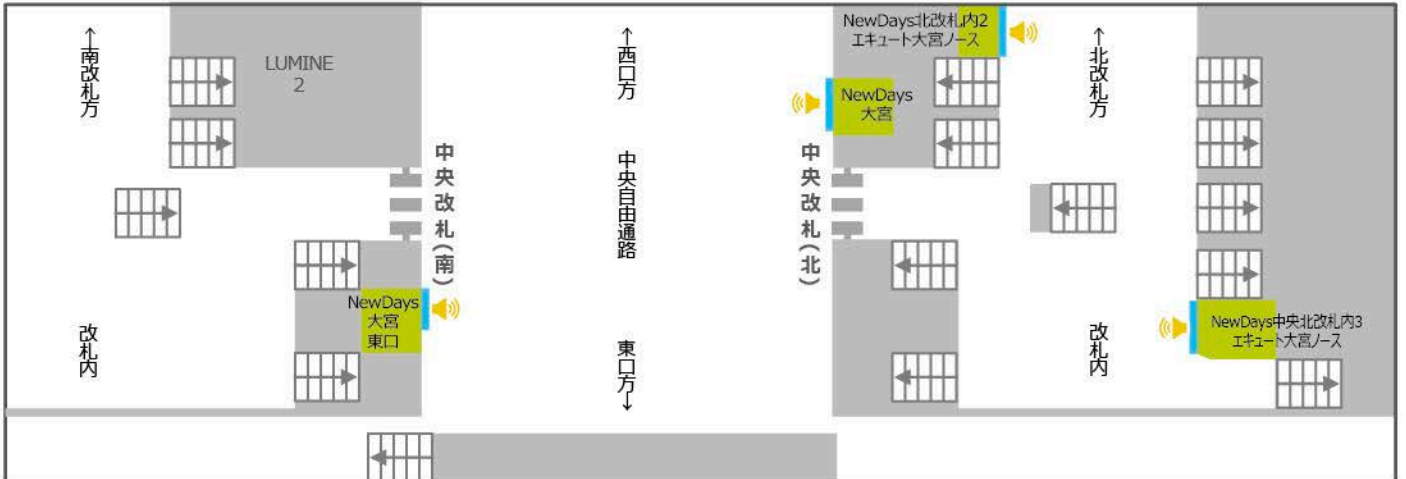 ↑南改札方
改札内
LUMINE
2
中央改札(南)
NewDays
大宮
東口
↑西口方
中央自由通路
東口方↓
NewDays北改札内2
エキュート大宮ノース
NewDays
大宮
中央改札(北)
↑北改札方
改札内
NewDays中央北改札内3
エキュート大宮ノース